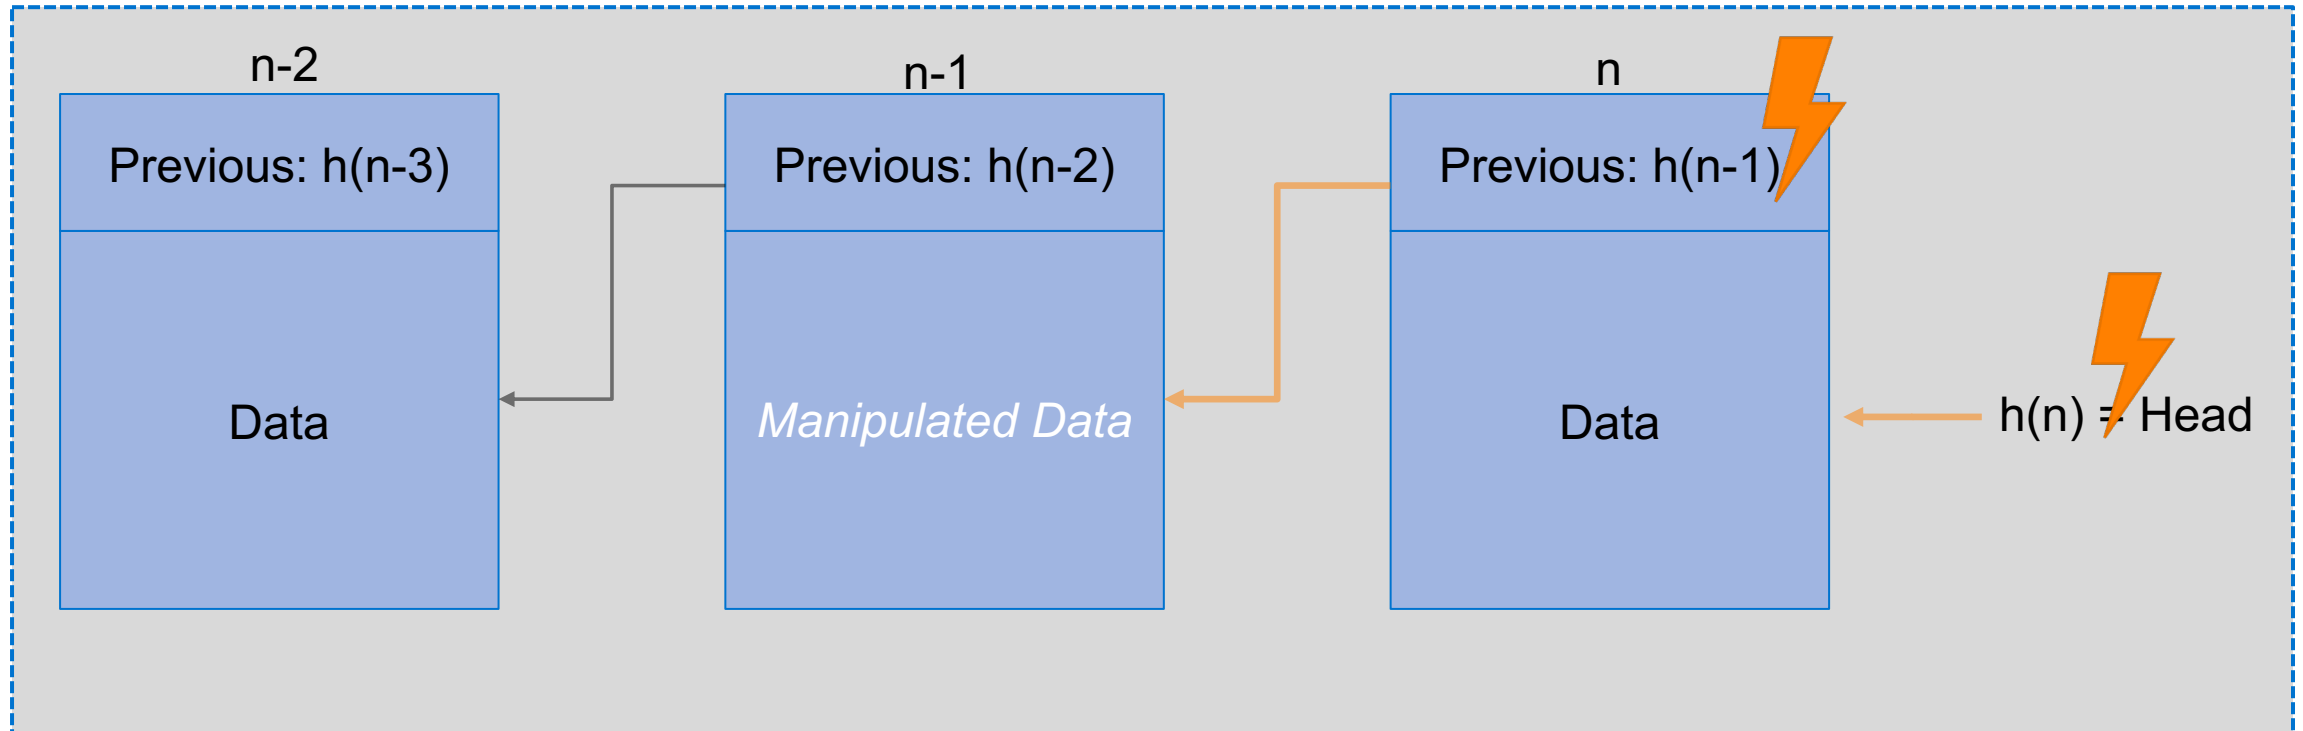 n-2
n-1
n
Previous: h(n-3)
Previous: h(n-2)
Previous: h(n-1)
Data
Manipulated Data
Data
h(n) = Head